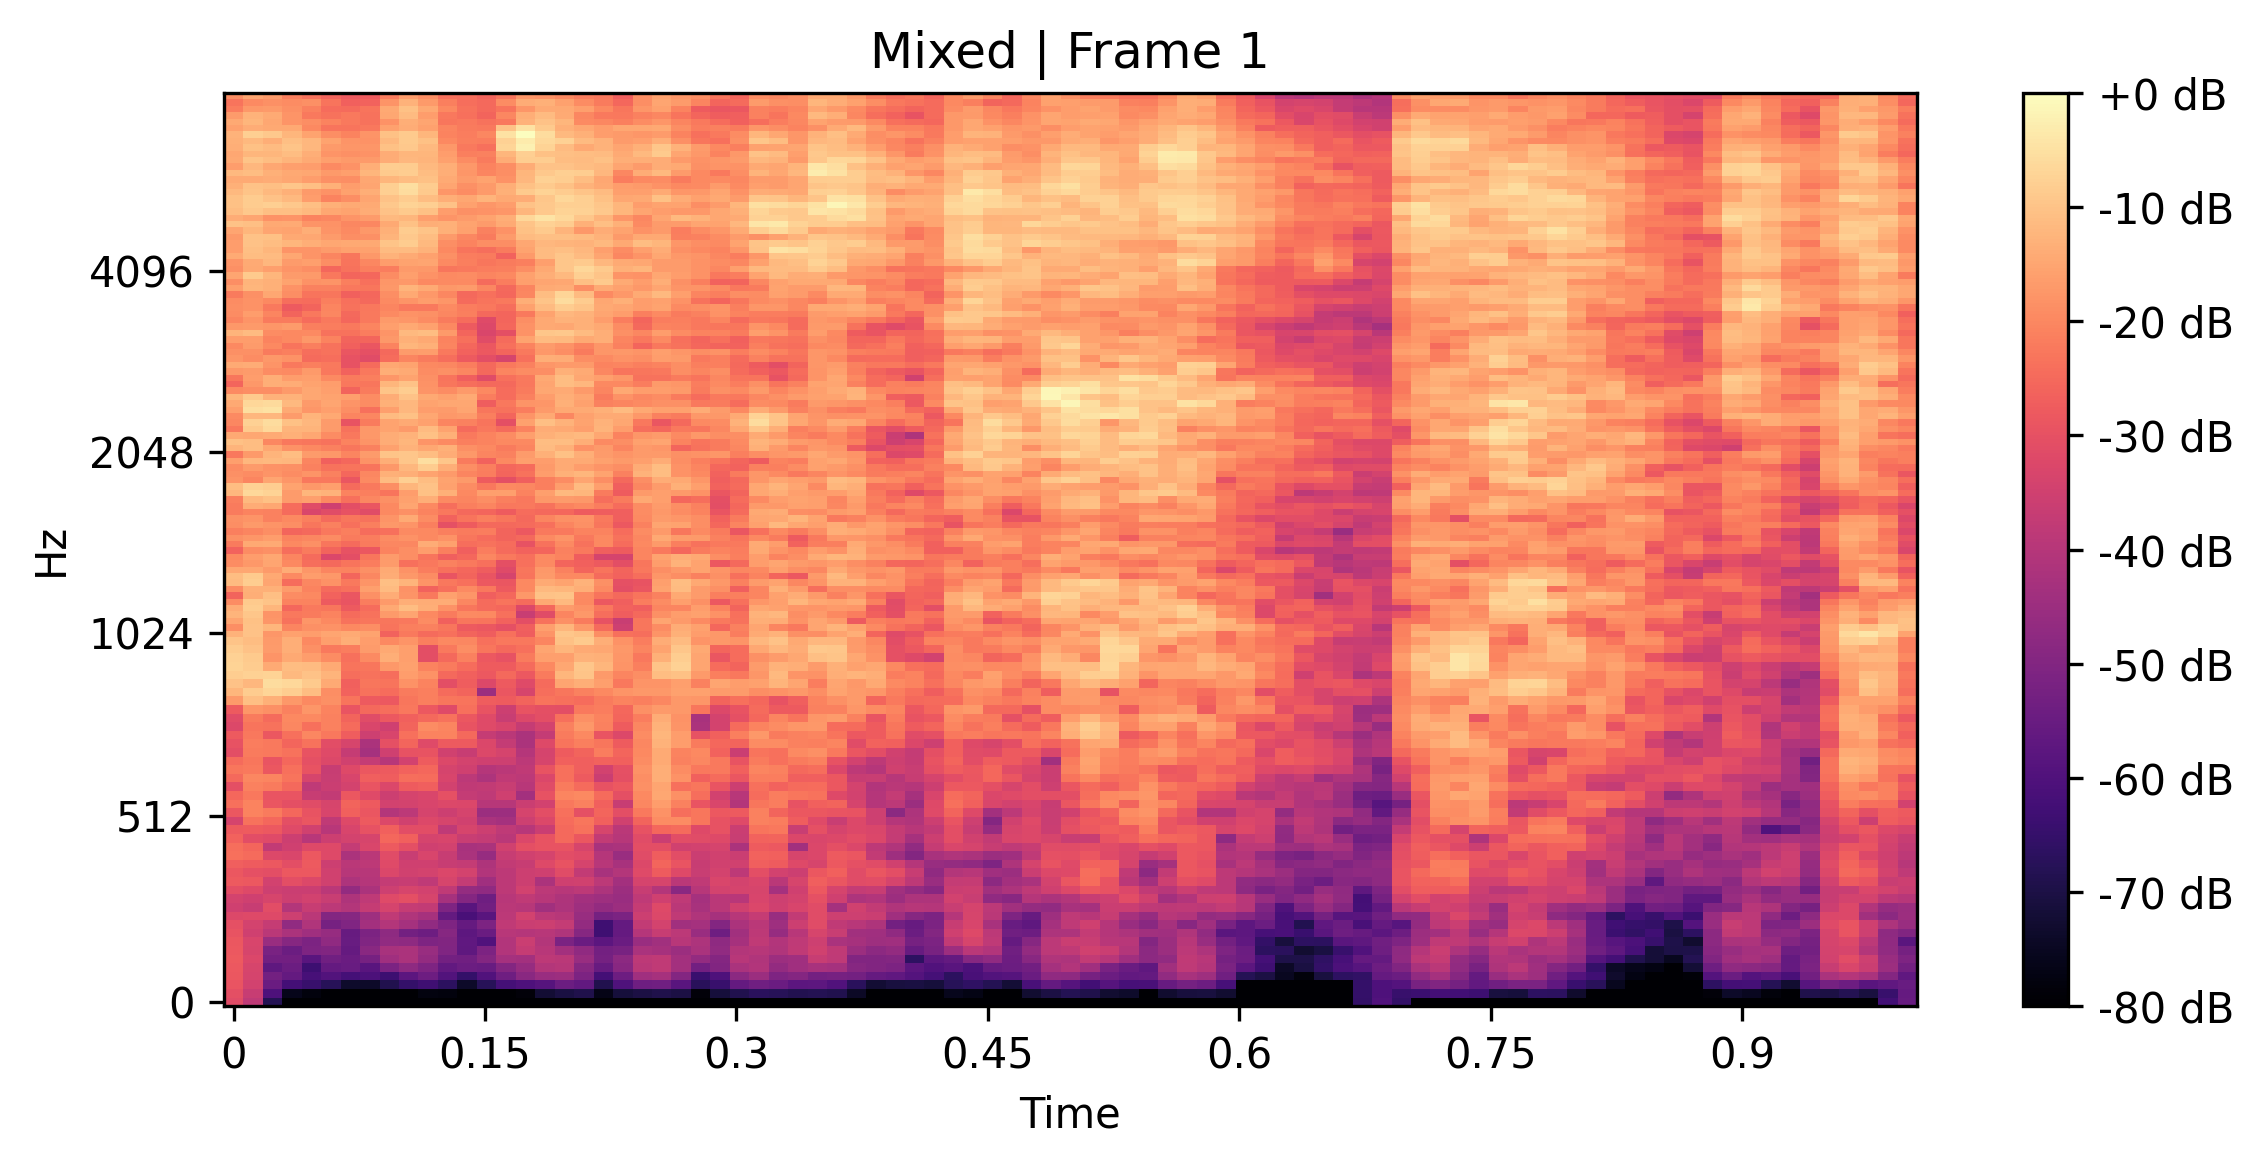 Mixed | Frame 1
Hz
4096
2048
1024
512
0
0 0.15 0.3 0.45 0.6 0.75 0.9
Time
+0 dB
-10 dB
-20 dB
-30 dB
-40 dB
-50 dB
-60 dB
-70 dB
-80 dB